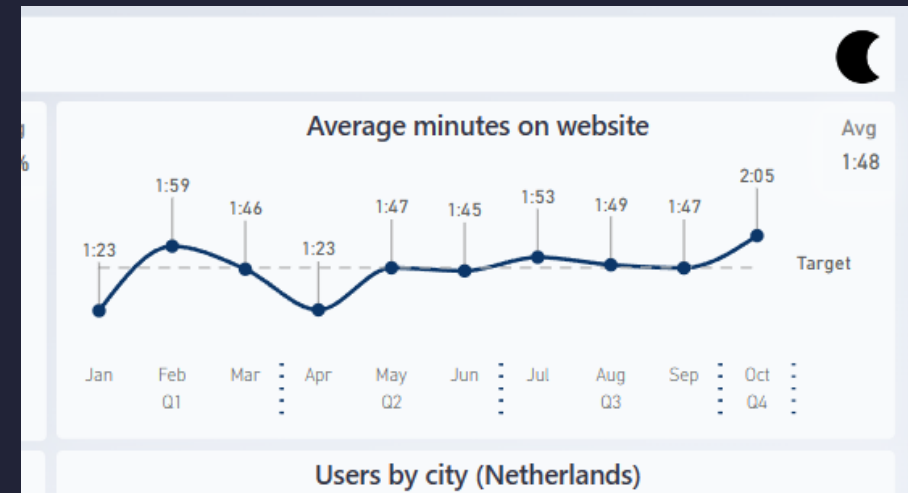 Average minutes on website
Avg
1:48
%
1:23
1:59
1:46
1:23
1:47
1:45
1:53
1:49
1:47
2:05
Target
Jan Feb Mar Apr May Jun Jul Aug Sep Oct
Q1 Q2 Q3 Q4
Users by city (Netherlands)